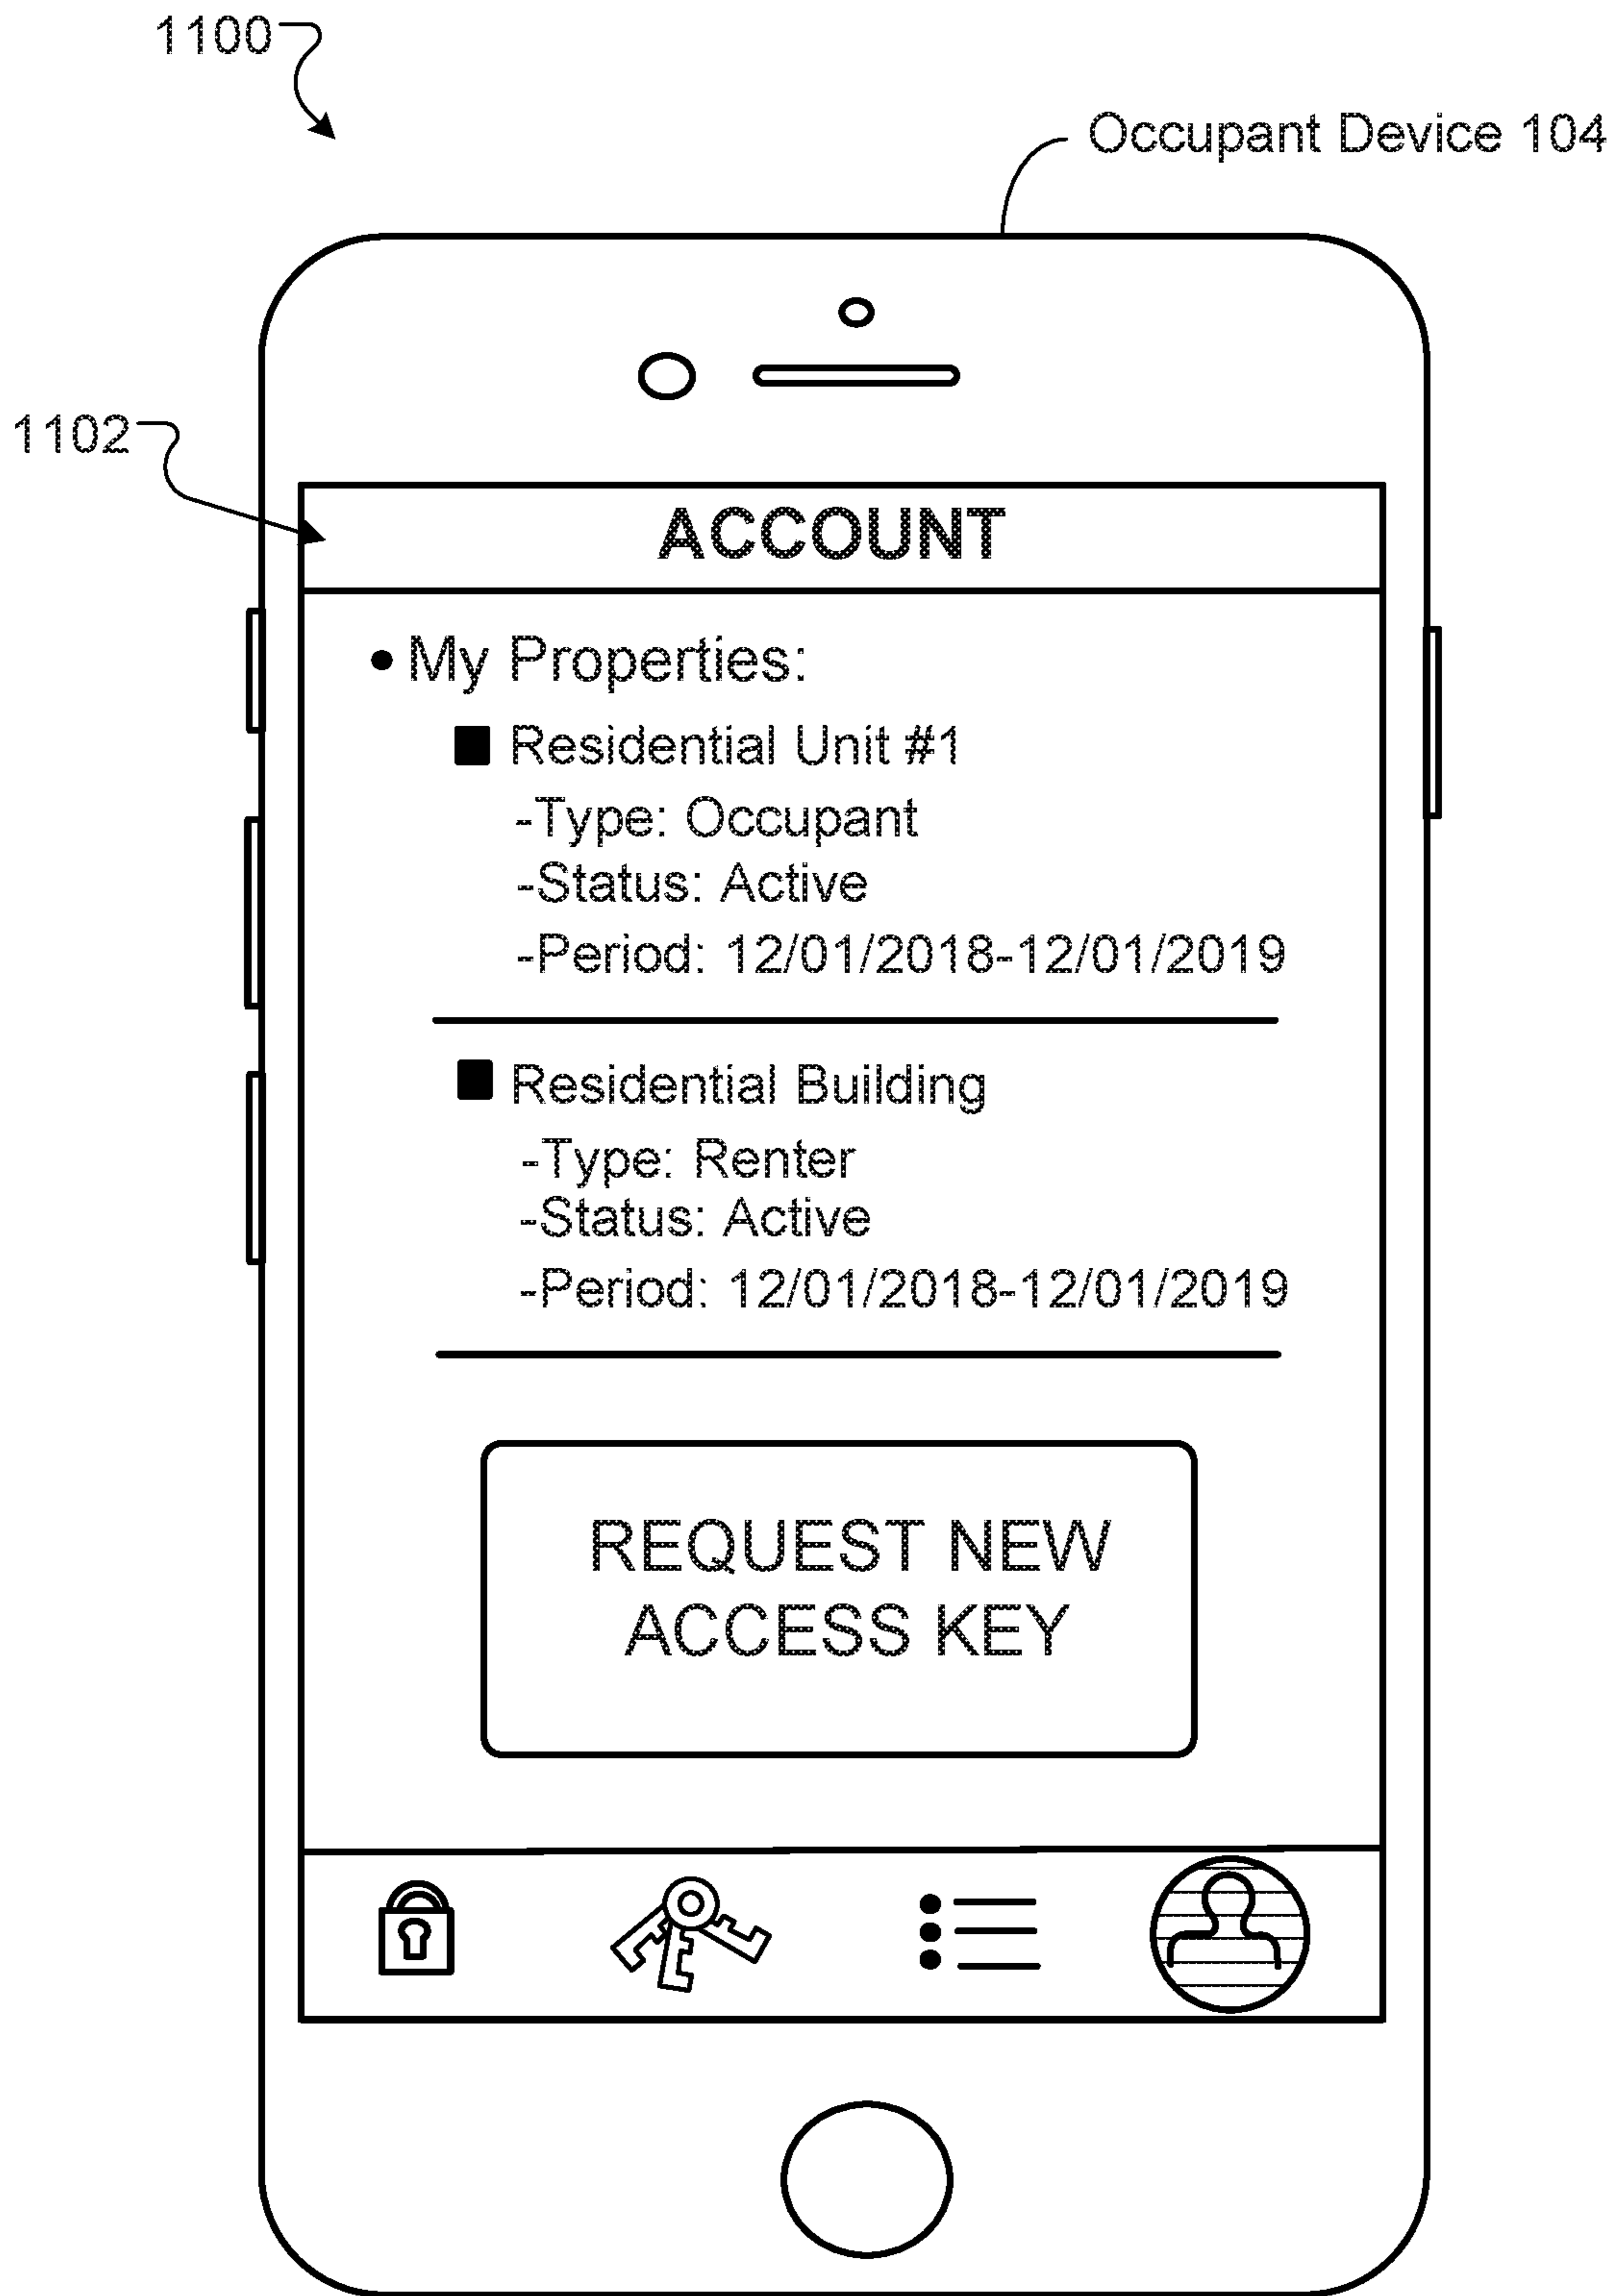 1100
Occupant Device 104
1102
ACCOUNT
• My Properties:
■ Residential Unit #1
-Type: Occupant
-Status: Active
-Period: 12/01/2018-12/01/2019
■ Residential Building
-Type: Renter
-Status: Active
-Period: 12/01/2018-12/01/2019
REQUEST NEW
ACCESS KEY